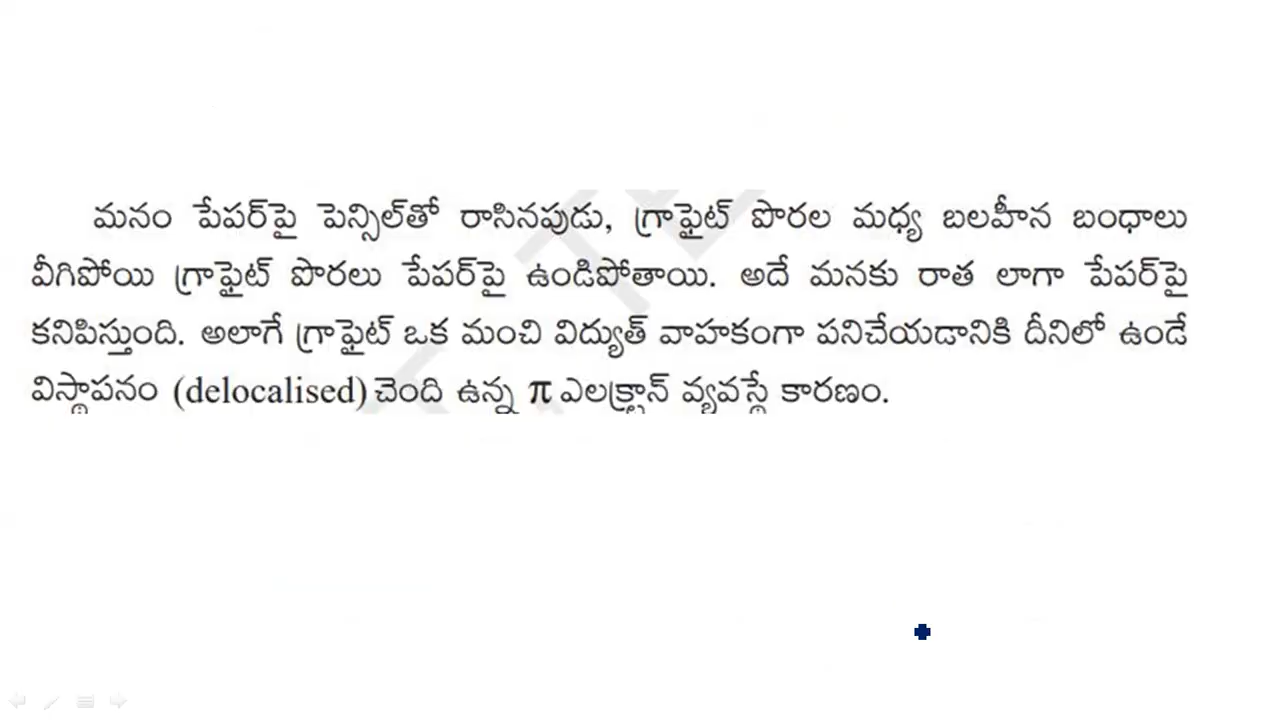 మనం పేపర్‌పై పెన్సిల్‌తో రాసినపుడు, గ్రాఫైట్ పొరల మధ్య బలహీన బంధాలు
వీగిపోయి గ్రాఫైట్ పొరలు పేపర్‌పై ఉండిపోతాయి. అదే మనకు రాత లాగా పేపర్‌పై
కనిపిస్తుంది. అలాగే గ్రాఫైట్ ఒక మంచి విద్యుత్ వాహకంగా పనిచేయడానికి దీనిలో ఉండే
విస్థాపనం (delocalised) చెంది ఉన్న π ఎలక్ట్రాన్ వ్యవస్థే కారణం.